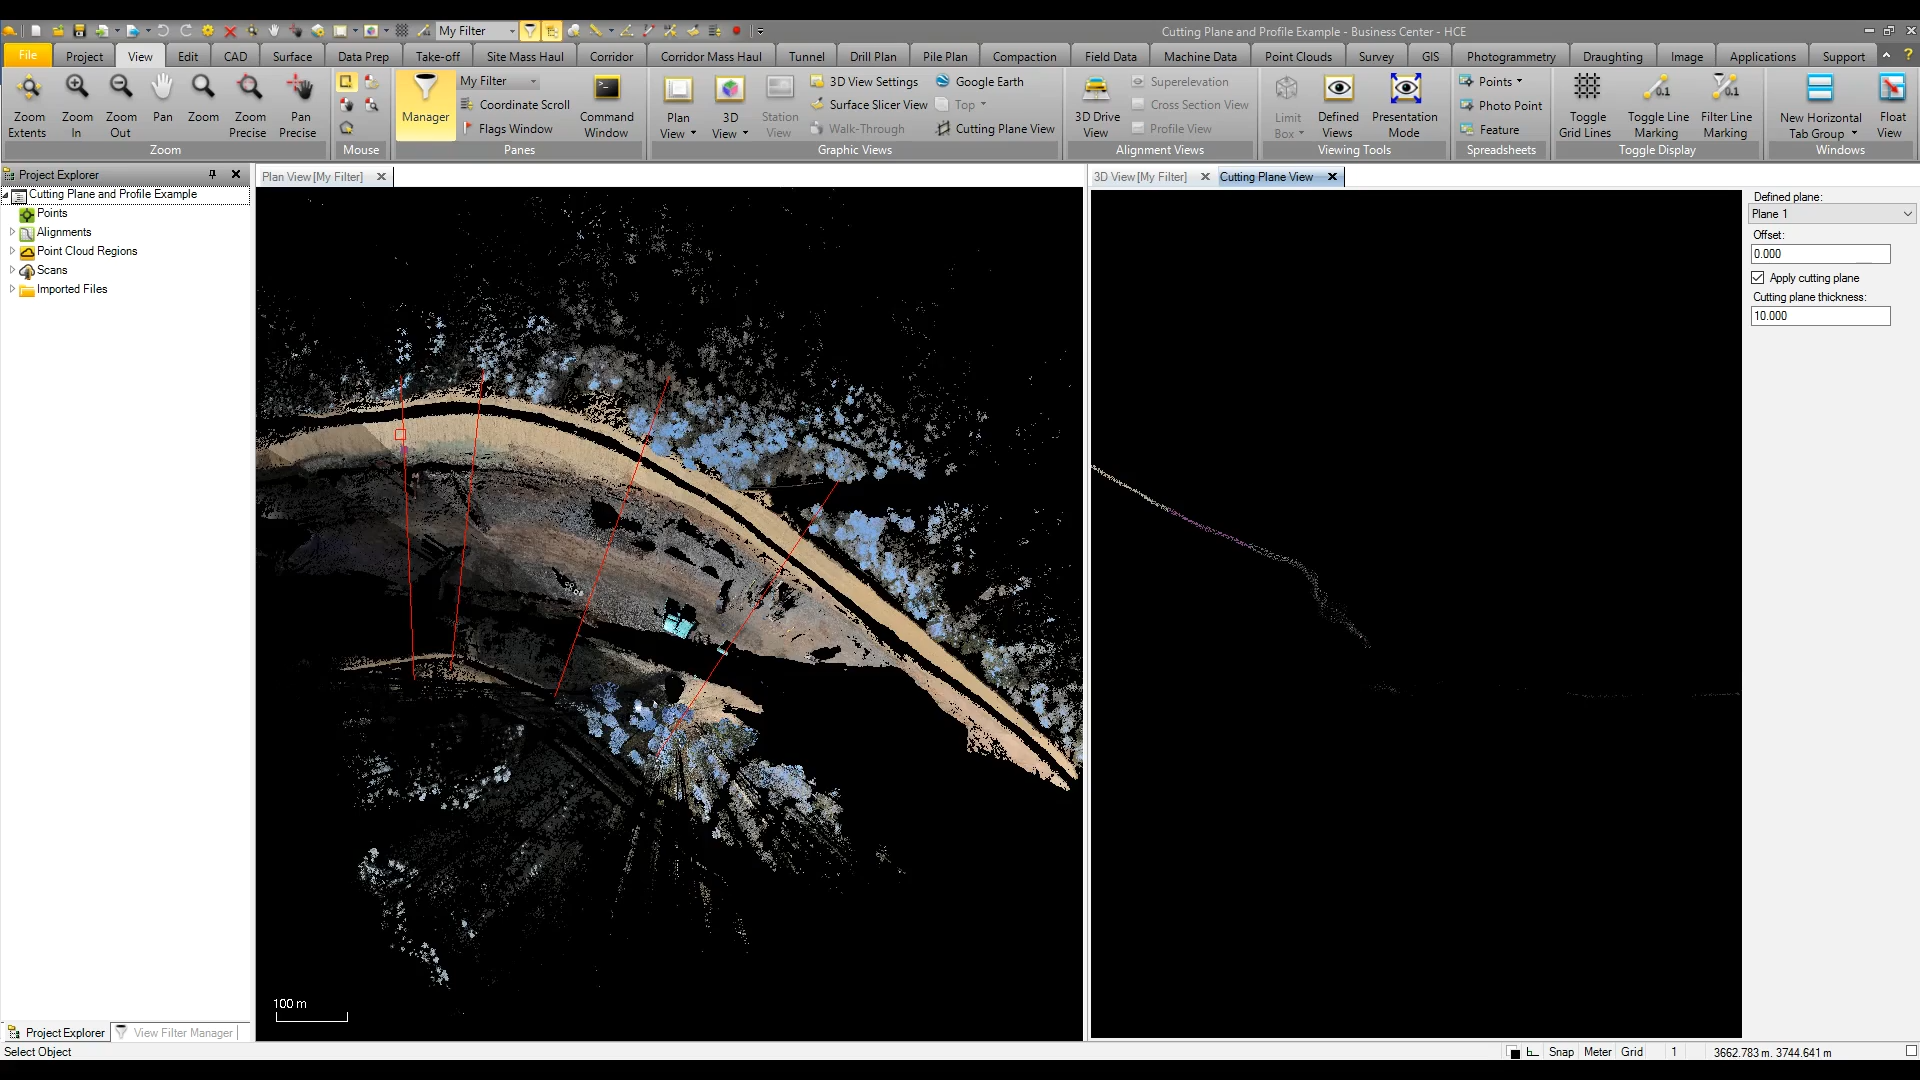 My Filter
Cutting Plane and Profile Example - Business Center - HCE
File Project View Edit CAD Surface Data Prep Take-off Site Mass Haul Corridor Corridor Mass Haul Tunnel Drill Plan Pile Plan Compaction Field Data Machine Data Point Clouds Survey GIS Photogrammetry Draughting Image Applications Support
Zoom Extents
Zoom In
Zoom Out
Pan
Zoom
Zoom Precise
Pan Precise
Zoom
Mouse
Manager
My Filter
Coordinate Scroll
Flags Window
Command Window
Panes
Plan View
3D View
Station View
3D View Settings
Surface Slicer View
Walk-Through
Google Earth
Top
Cutting Plane View
Graphic Views
3D Drive View
Superelevation
Cross Section View
Profile View
Alignment Views
Limit Box
Defined Views
Presentation Mode
Viewing Tools
Points
Photo Point
Feature
Spreadsheets
Toggle Grid Lines
0.1
Toggle Line Marking
0.1
Filter Line Marking
Toggle Display
New Horizontal Tab Group
Float View
Windows
Project Explorer
Cutting Plane and Profile Example
Points
Alignments
Point Cloud Regions
Scans
Imported Files
Project Explorer View Filter Manager
Plan View[My Filter]
100 m
3D View[My Filter] Cutting Plane View
Defined plane:
Plane 1
Offset:
0.000
Apply cutting plane
Cutting plane thickness:
10.000
Select Object
Snap Meter Grid 1 3662.783 m. 3744.641 m